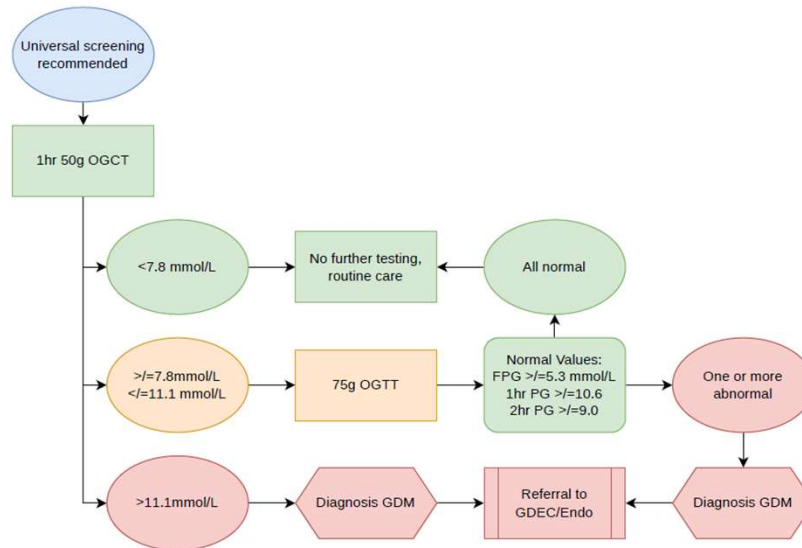 Universal screening
recommended
1hr 50g OGCT
<7.8 mmol/L
No further testing,
routine care
All normal
>/=7.8mmol/L
</=11.1 mmol/L
75g OGTT
Normal Values:
FPG >/=5.3 mmol/L
1hr PG >/=10.6
2hr PG >/=9.0
One or more
abnormal
>11.1mmol/L
Diagnosis GDM
Referral to
GDEC/Endo
Diagnosis GDM